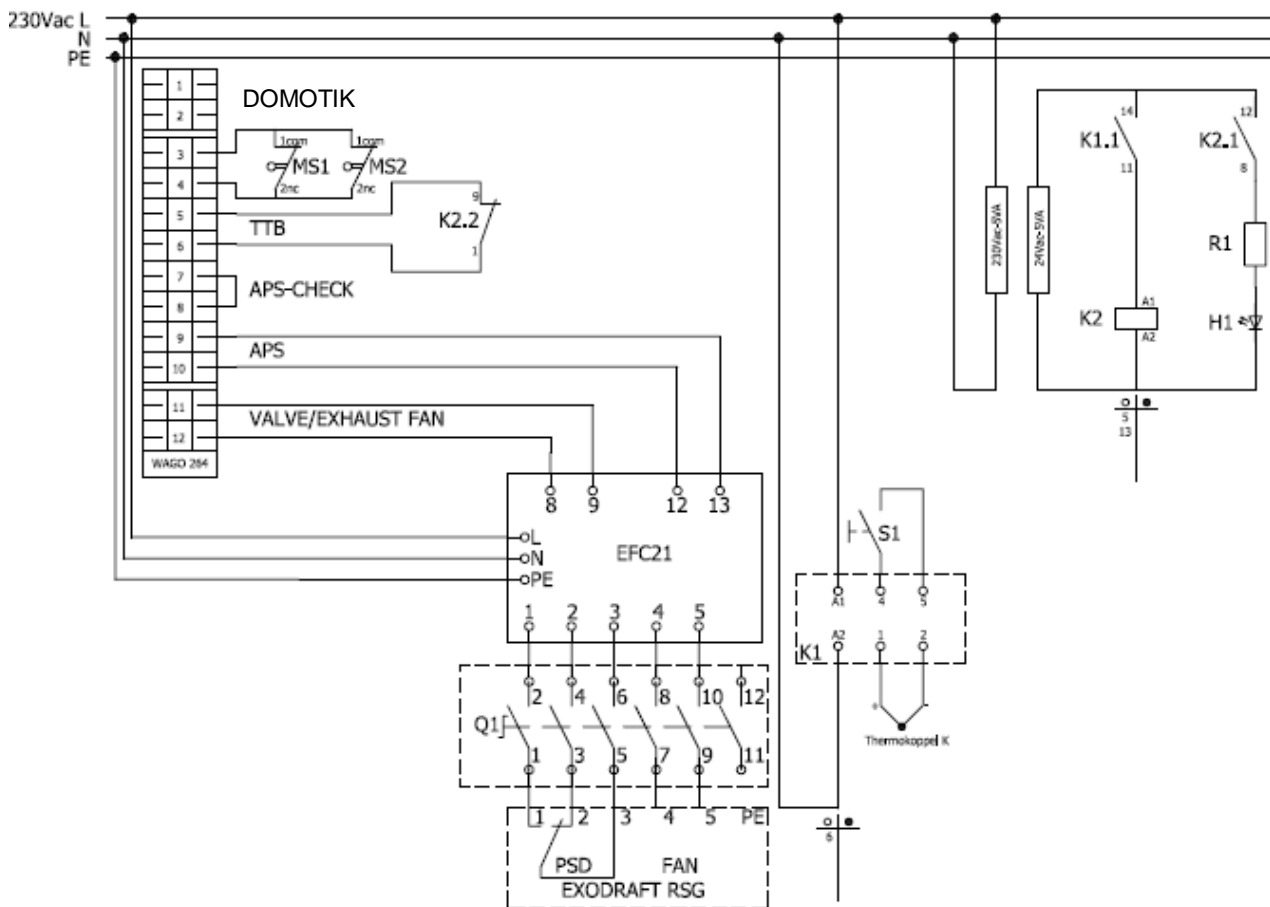 230Vac L
N
PE
1
2
DOMOTIK
3
4
5
6
7
8
9
10
11
12
WAGO 284
1com
MS1
2nc
1com
MS2
2nc
TTB
K2.2
9
1
APS-CHECK
APS
VALVE/EXHAUST FAN
8 9 12 13
L
N
PE
EFC21
1 2 3 4 5
2 4 6 8 10 12
Q1
1 3 5 7 9 11
1 2 3 4 5 PE
PSD FAN
EXODRAFT RSG
S1
A1 4 5
A2 1 2
K1
+ -
Thermokoppel K
6
230Vac-5VA
24Vac-5VA
14
K1.1
11
12
K2.1
8
R1
K2
A1
A2
H1
5
13